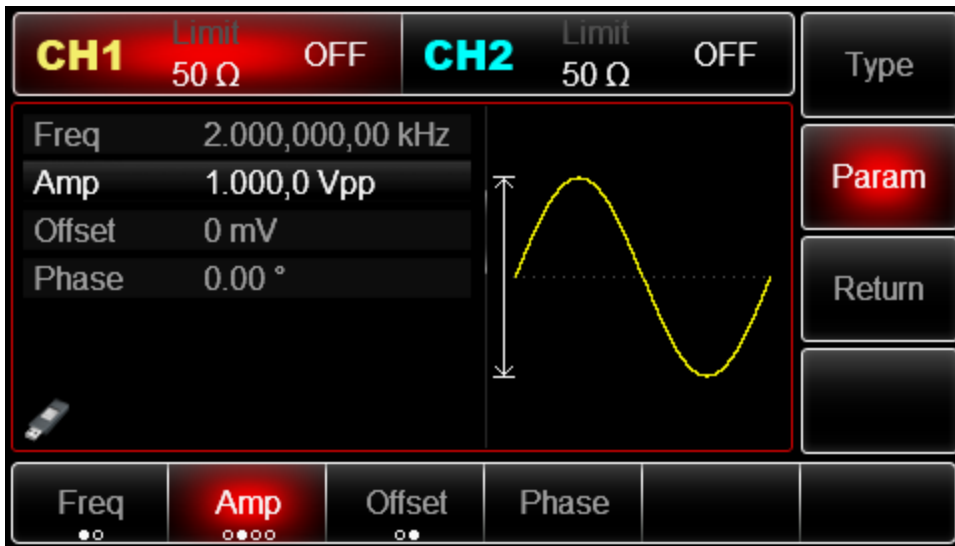 CH1 Limit 50 Ω OFF
CH2 Limit 50 Ω OFF
Type
Freq 2.000,000,00 kHz
Amp 1.000,0 Vpp
Offset 0 mV
Phase 0.00 °
Param
Return
Freq Amp Offset Phase